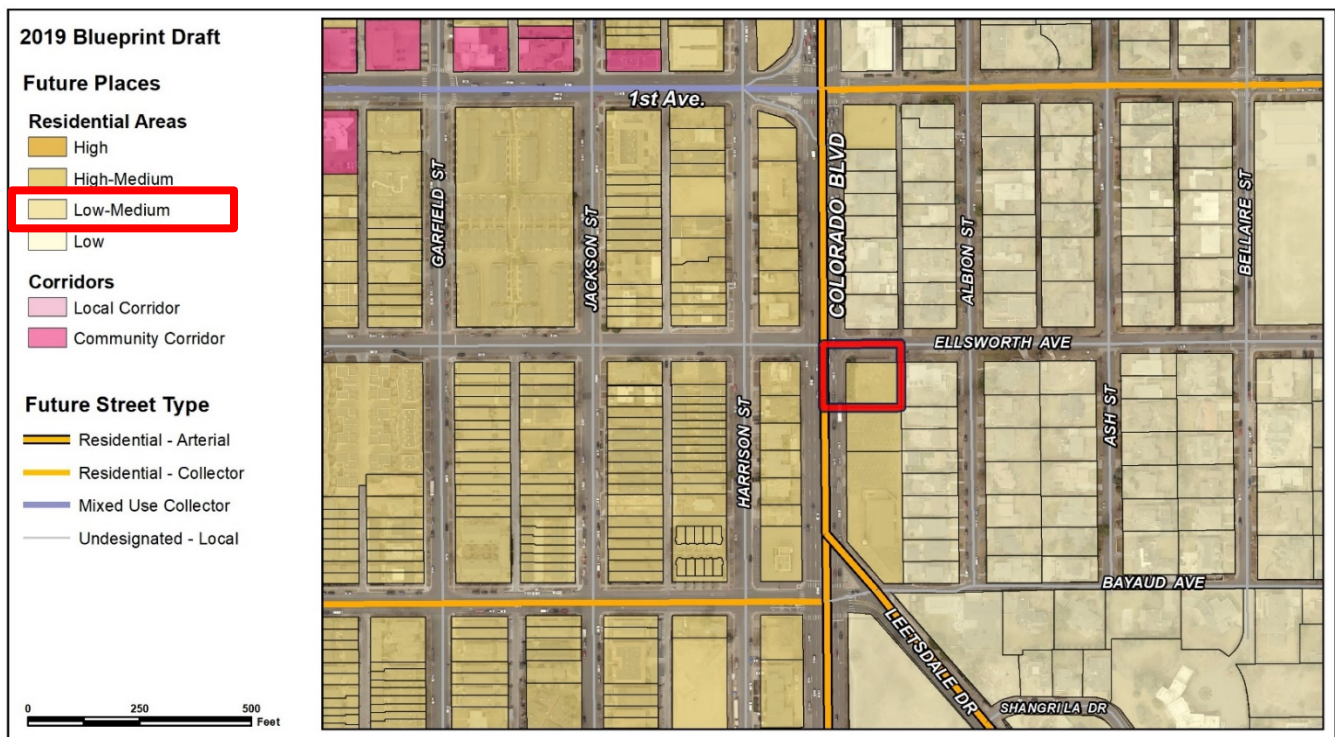 2019 Blueprint Draft
Future Places
Residential Areas
High
High-Medium
Low-Medium
Low
Corridors
Local Corridor
Community Corridor
Future Street Type
Residential - Arterial
Residential - Collector
Mixed Use Collector
Undesignated - Local
0 250 500
Feet
1st Ave.
GARFIELD ST
JACKSON ST
HARRISON ST
COLORADO BLVD
ALBION ST
BELLAIRE ST
ELLSWORTH AVE
ASH ST
BAYAUD AVE
LEETSDALE DR
SHANGRI LA DR